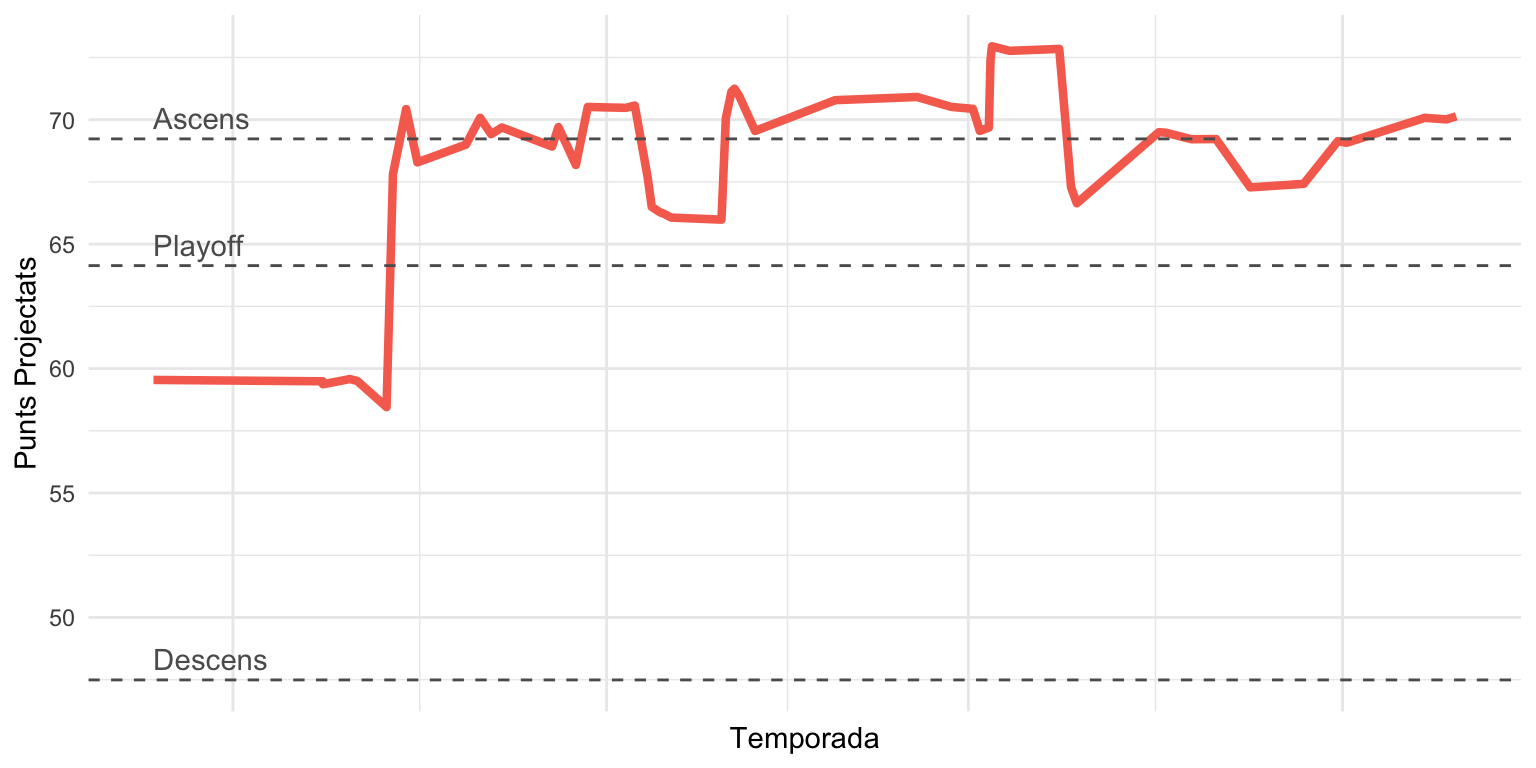 70
Ascens
65
Playoff
60
55
50
Descens
Punts Projectats
Temporada